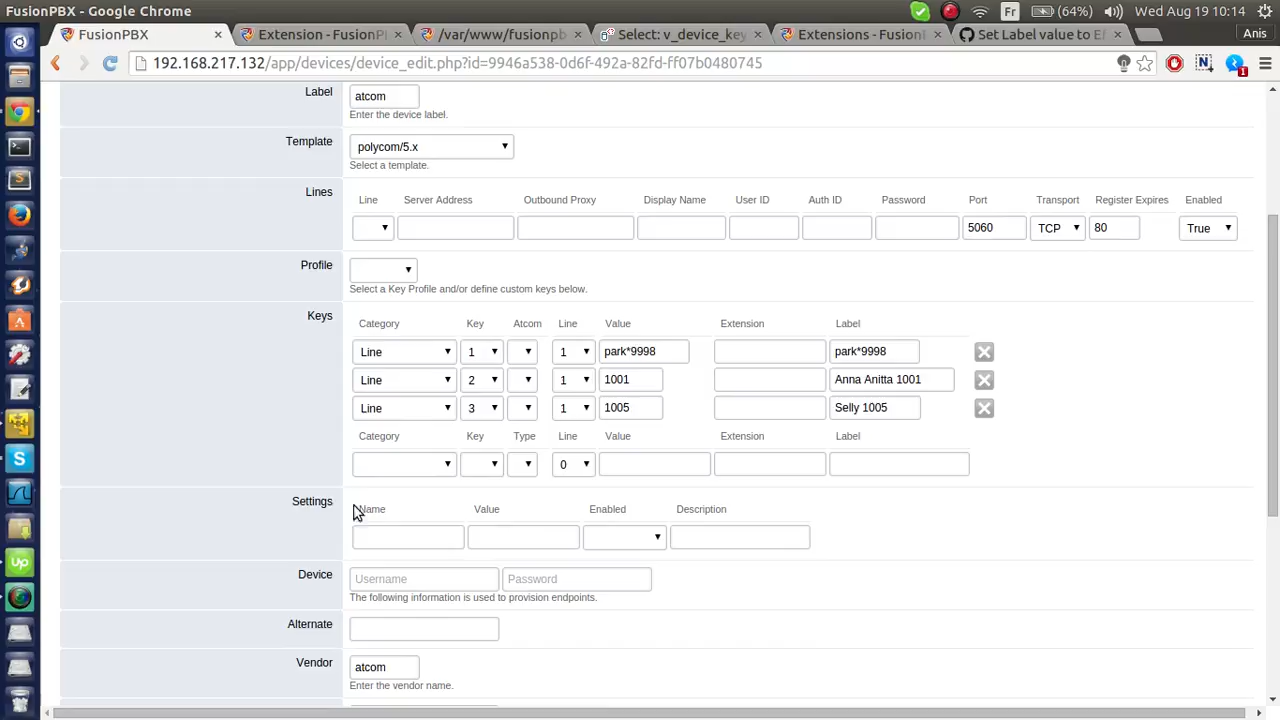 FusionPBX - Google Chrome
Fr
(64%)
Wed Aug 19 10:14
FusionPBX
Extension - FusionPI
/var/www/fusionpb
Select: v_device_key
Extensions - FusionP
Set Label value to E
Anis
192.168.217.132/app/devices/device_edit.php?id=9946a538-0d6f-492a-82fd-ff07b0480745
Label
atcom
Enter the device label.
Template
polycom/5.x
Select a template.
Lines
Line Server Address Outbound Proxy Display Name User ID Auth ID Password Port Transport Register Expires Enabled
5060 TCP 80 True
Profile
Select a Key Profile and/or define custom keys below.
Keys
Category Key Atcom Line Value Extension Label
Line 1 1 park*9998 park*9998
Line 2 1 1001 Anna Anitta 1001
Line 3 1 1005 Selly 1005
Category Key Type Line Value Extension Label
0
Settings
Name Value Enabled Description
Device
Username Password
The following information is used to provision endpoints.
Alternate
Vendor
atcom
Enter the vendor name.